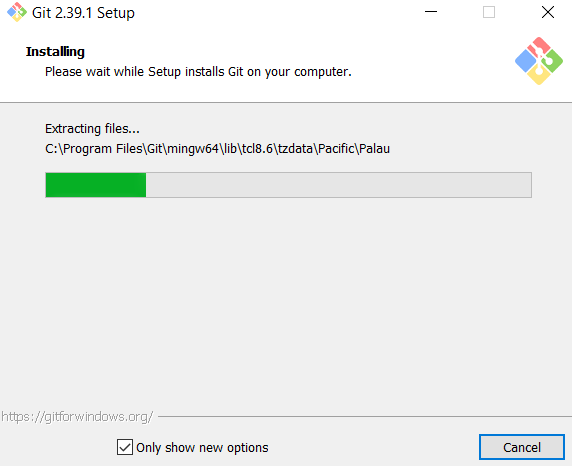 Git 2.39.1 Setup
Installing
Please wait while Setup installs Git on your computer.
Extracting files...
C:\Program Files\Git\mingw64\lib\tcl8.6\tzdata\Pacific\Palau
https://gitforwindows.org/
Only show new options
Cancel